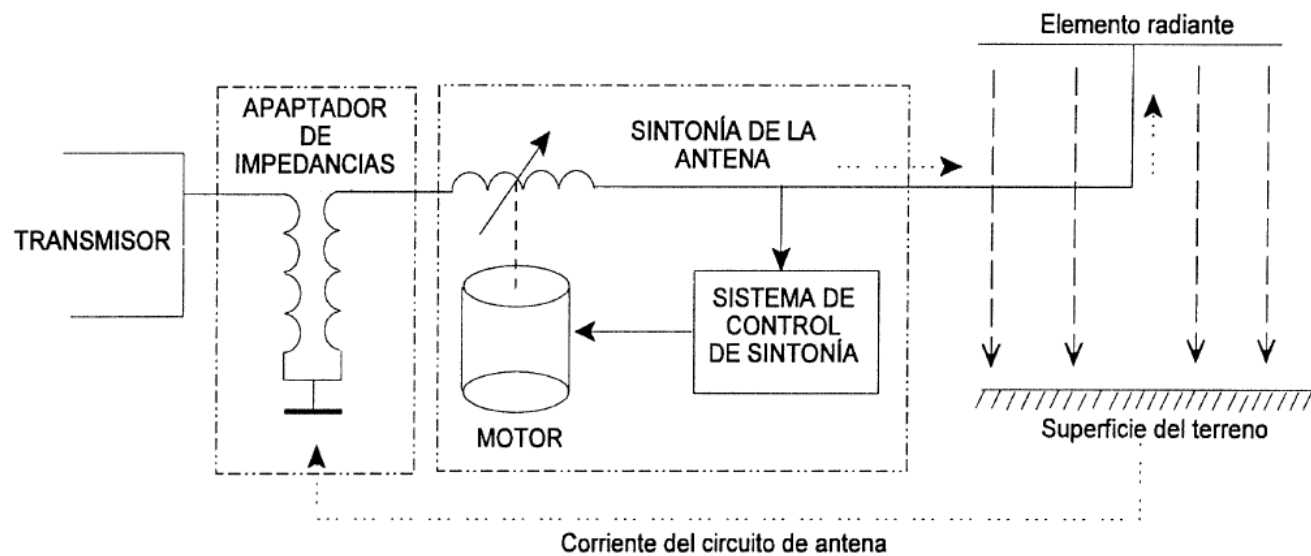 Elemento radiante
APAPTADOR
DE
IMPEDANCIAS
SINTONÍA DE LA
ANTENA
TRANSMISOR
SISTEMA DE
CONTROL
DE SINTONÍA
MOTOR
Superficie del terreno
Corriente del circuito de antena